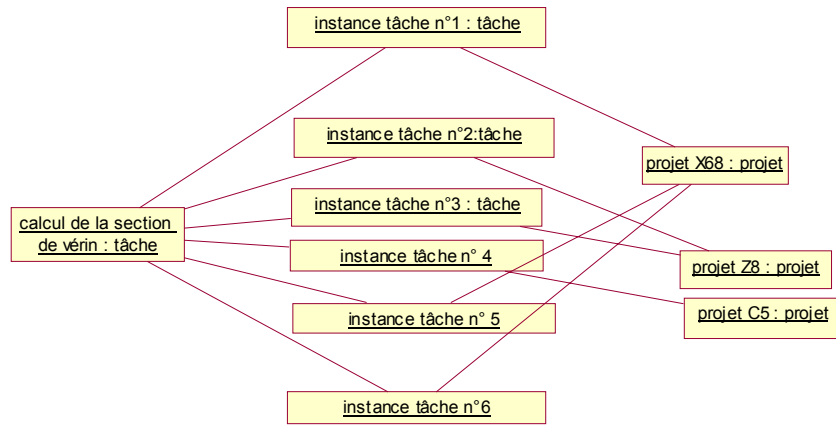 instance tâche n°1 : tâche
instance tâche n°2:tâche
projet X68 : projet
instance tâche n°3 : tâche
calcul de la section
de vérin : tâche
instance tâche n° 4
projet Z8 : projet
projet C5 : projet
instance tâche n° 5
instance tâche n°6